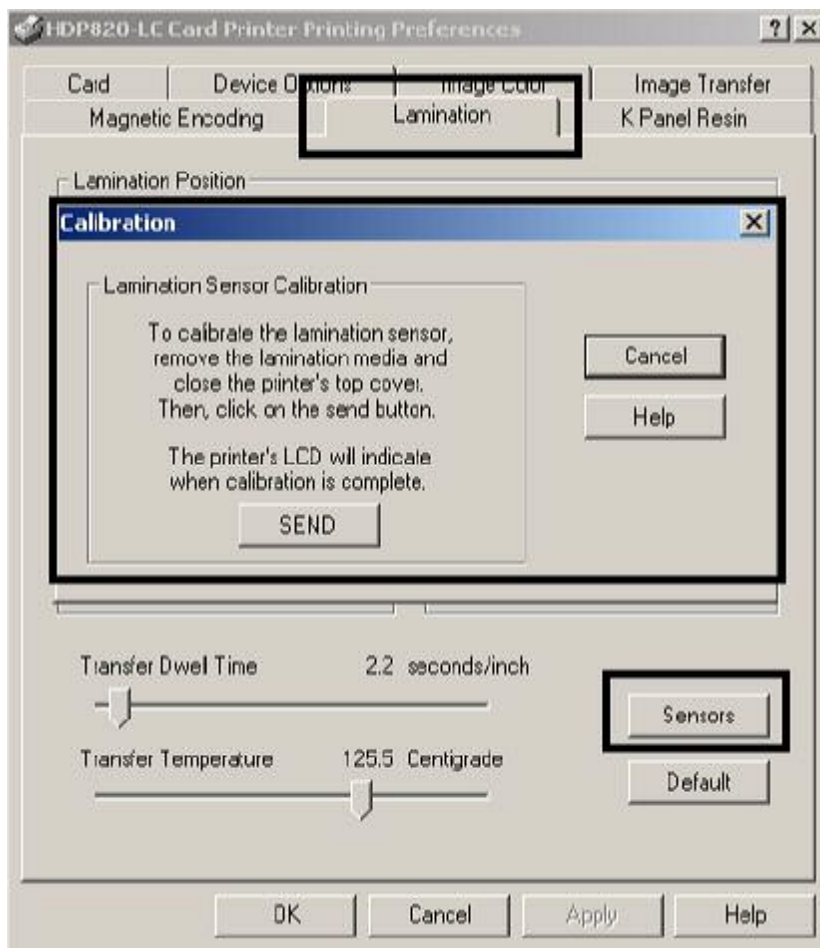 HDP820-LC Card Printer Printing Preferences
Card Device Options Image Color Image Transfer
Magnetic Encoding Lamination K Panel Resin
Lamination Position
Calibration
Lamination Sensor Calibration
To calibrate the lamination sensor,
remove the lamination media and
close the printer's top cover.
Then, click on the send button.
The printer's LCD will indicate
when calibration is complete.
SEND
Cancel
Help
Transfer Dwell Time 2.2 seconds/inch
Sensors
Transfer Temperature 125.5 Centigrade
Default
OK Cancel Apply Help